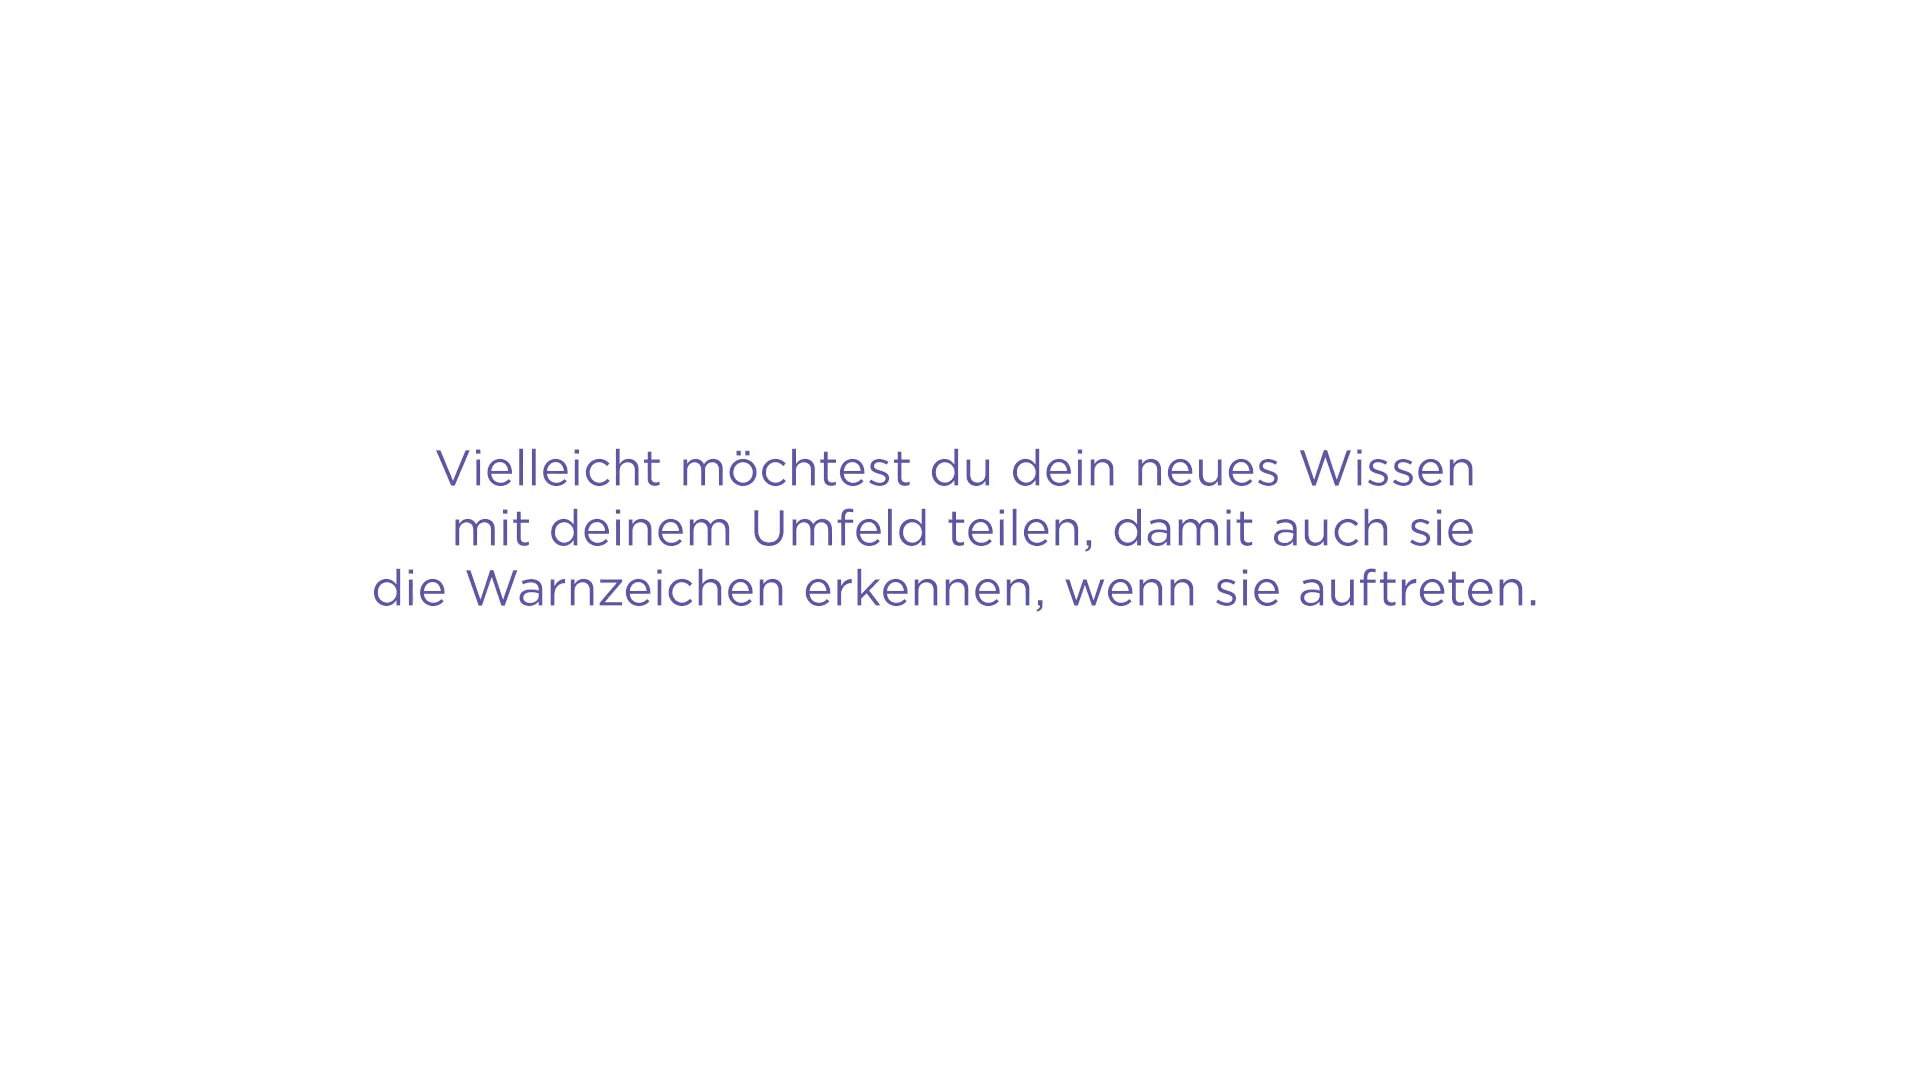 Vielleicht möchtest du dein neues Wissen
mit deinem Umfeld teilen, damit auch sie
die Warnzeichen erkennen, wenn sie auftreten.